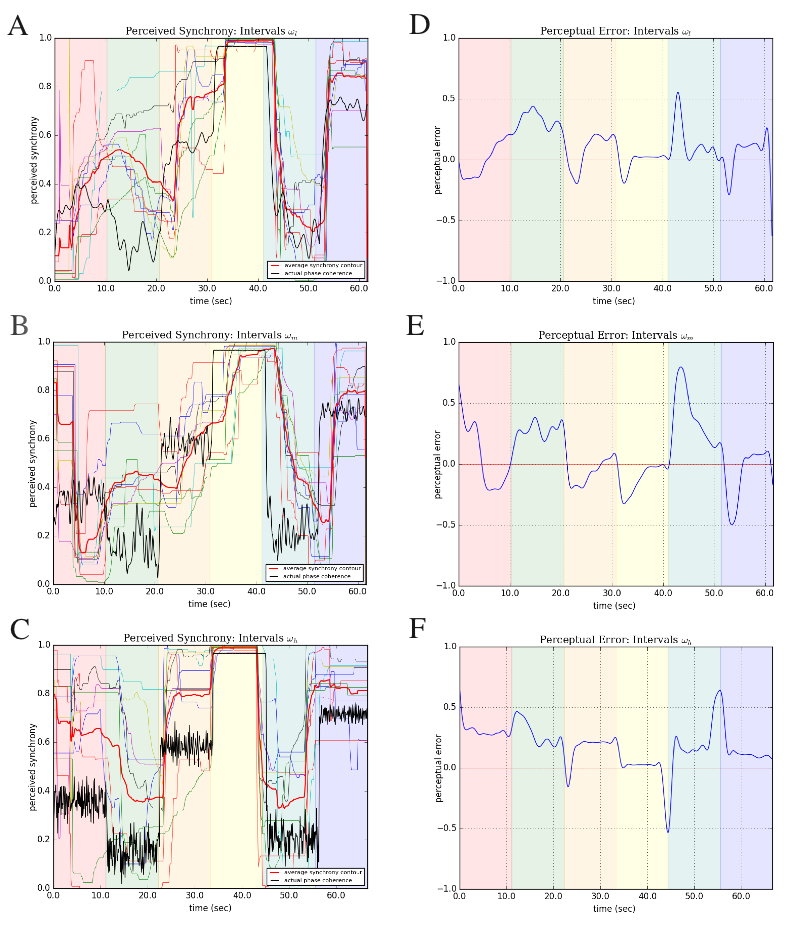 A
Perceived Synchrony: Intervals ωl
perceived synchrony
1.0
0.8
0.6
0.4
0.2
0.0
average synchrony contour
actual phase coherence
0.0 10.0 20.0 30.0 40.0 50.0 60.0
time (sec)
D
Perceptual Error: Intervals ωl
perceptual error
1.0
0.5
0.0
−0.5
−1.0
0.0 10.0 20.0 30.0 40.0 50.0 60.0
time (sec)
B
Perceived Synchrony: Intervals ωm
perceived synchrony
1.0
0.8
0.6
0.4
0.2
0.0
average synchrony contour
actual phase coherence
0.0 10.0 20.0 30.0 40.0 50.0 60.0
time (sec)
E
Perceptual Error: Intervals ωm
perceptual error
1.0
0.5
0.0
−0.5
−1.0
0.0 10.0 20.0 30.0 40.0 50.0 60.0
time (sec)
C
Perceived Synchrony: Intervals ωh
perceived synchrony
1.0
0.8
0.6
0.4
0.2
0.0
average synchrony contour
actual phase coherence
0.0 10.0 20.0 30.0 40.0 50.0 60.0
time (sec)
F
Perceptual Error: Intervals ωh
perceptual error
1.0
0.5
0.0
−0.5
−1.0
0.0 10.0 20.0 30.0 40.0 50.0 60.0
time (sec)